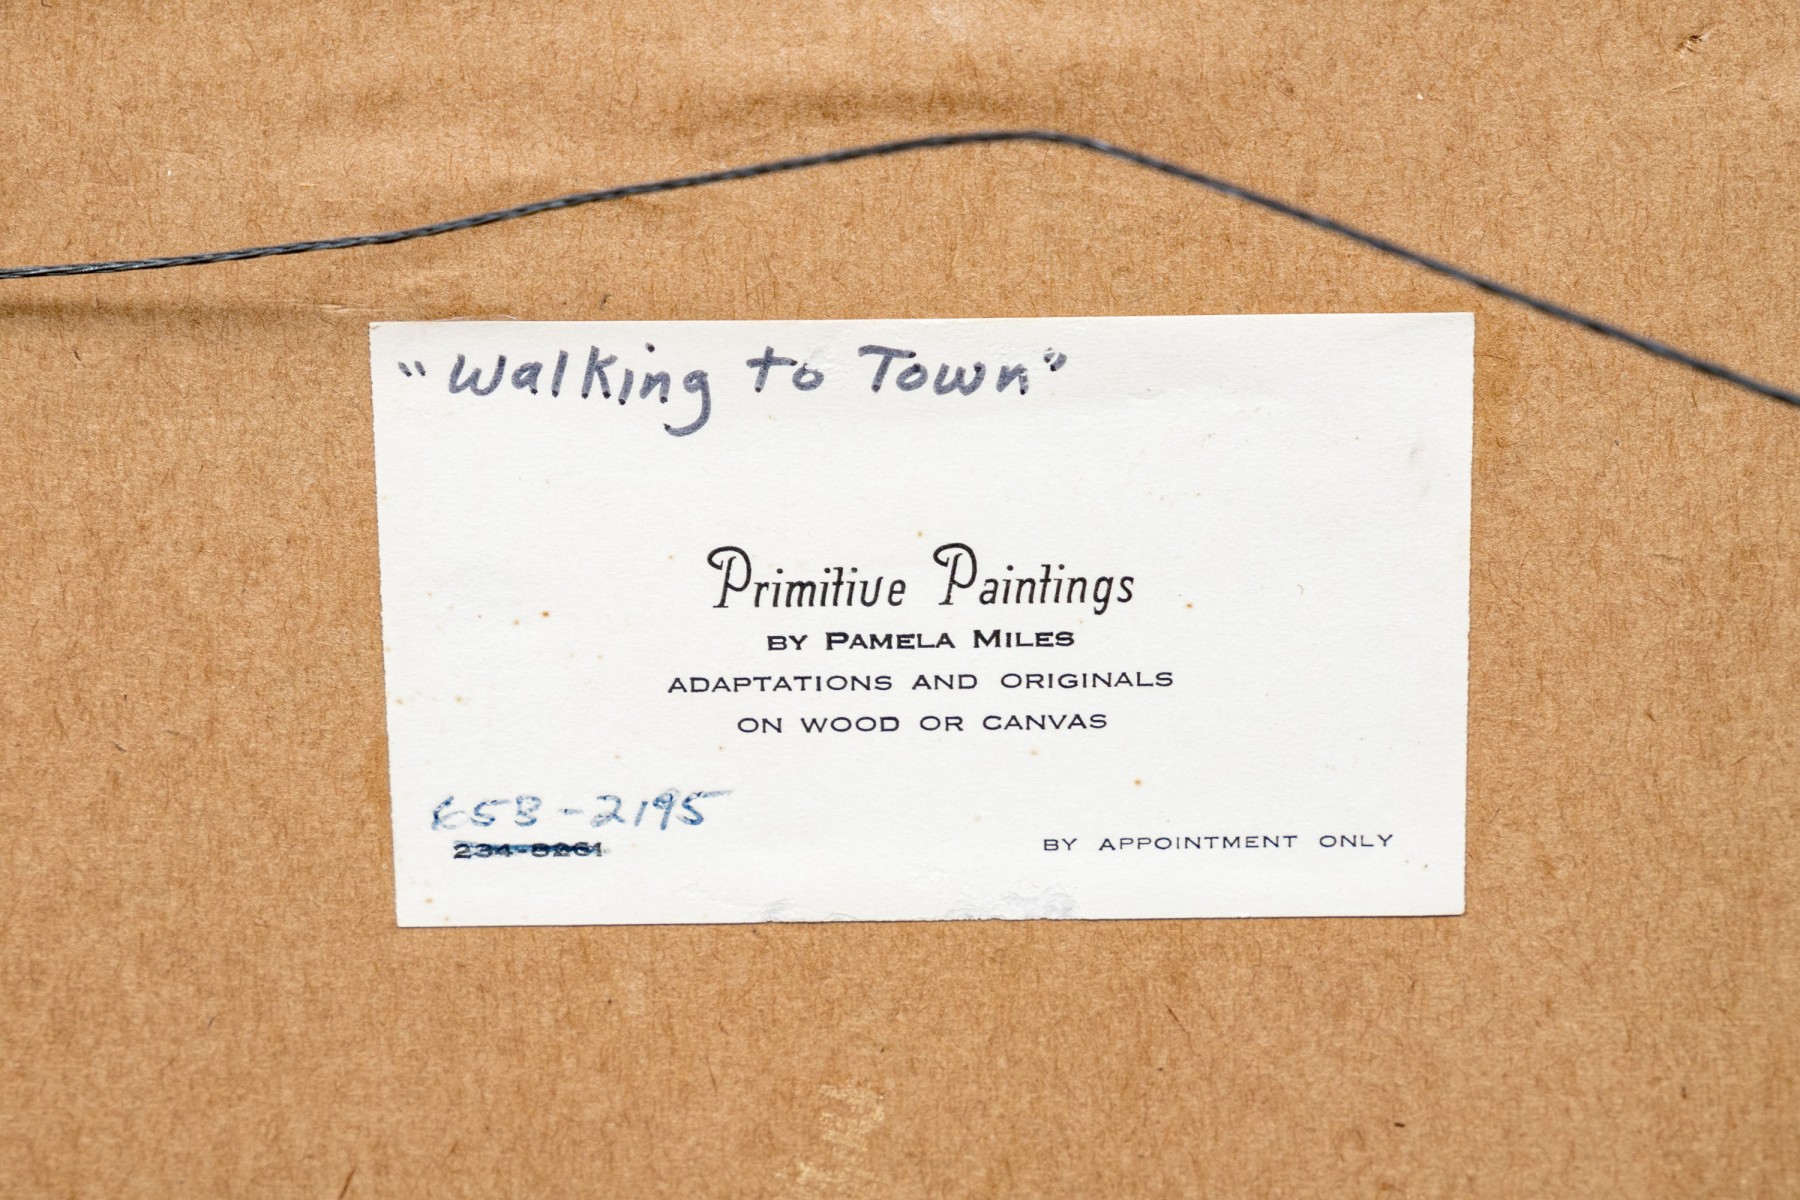 "Walking to Town"
Primitive Paintings
BY PAMELA MILES
ADAPTATIONS AND ORIGINALS
ON WOOD OR CANVAS
658-2195
234-8261
BY APPOINTMENT ONLY